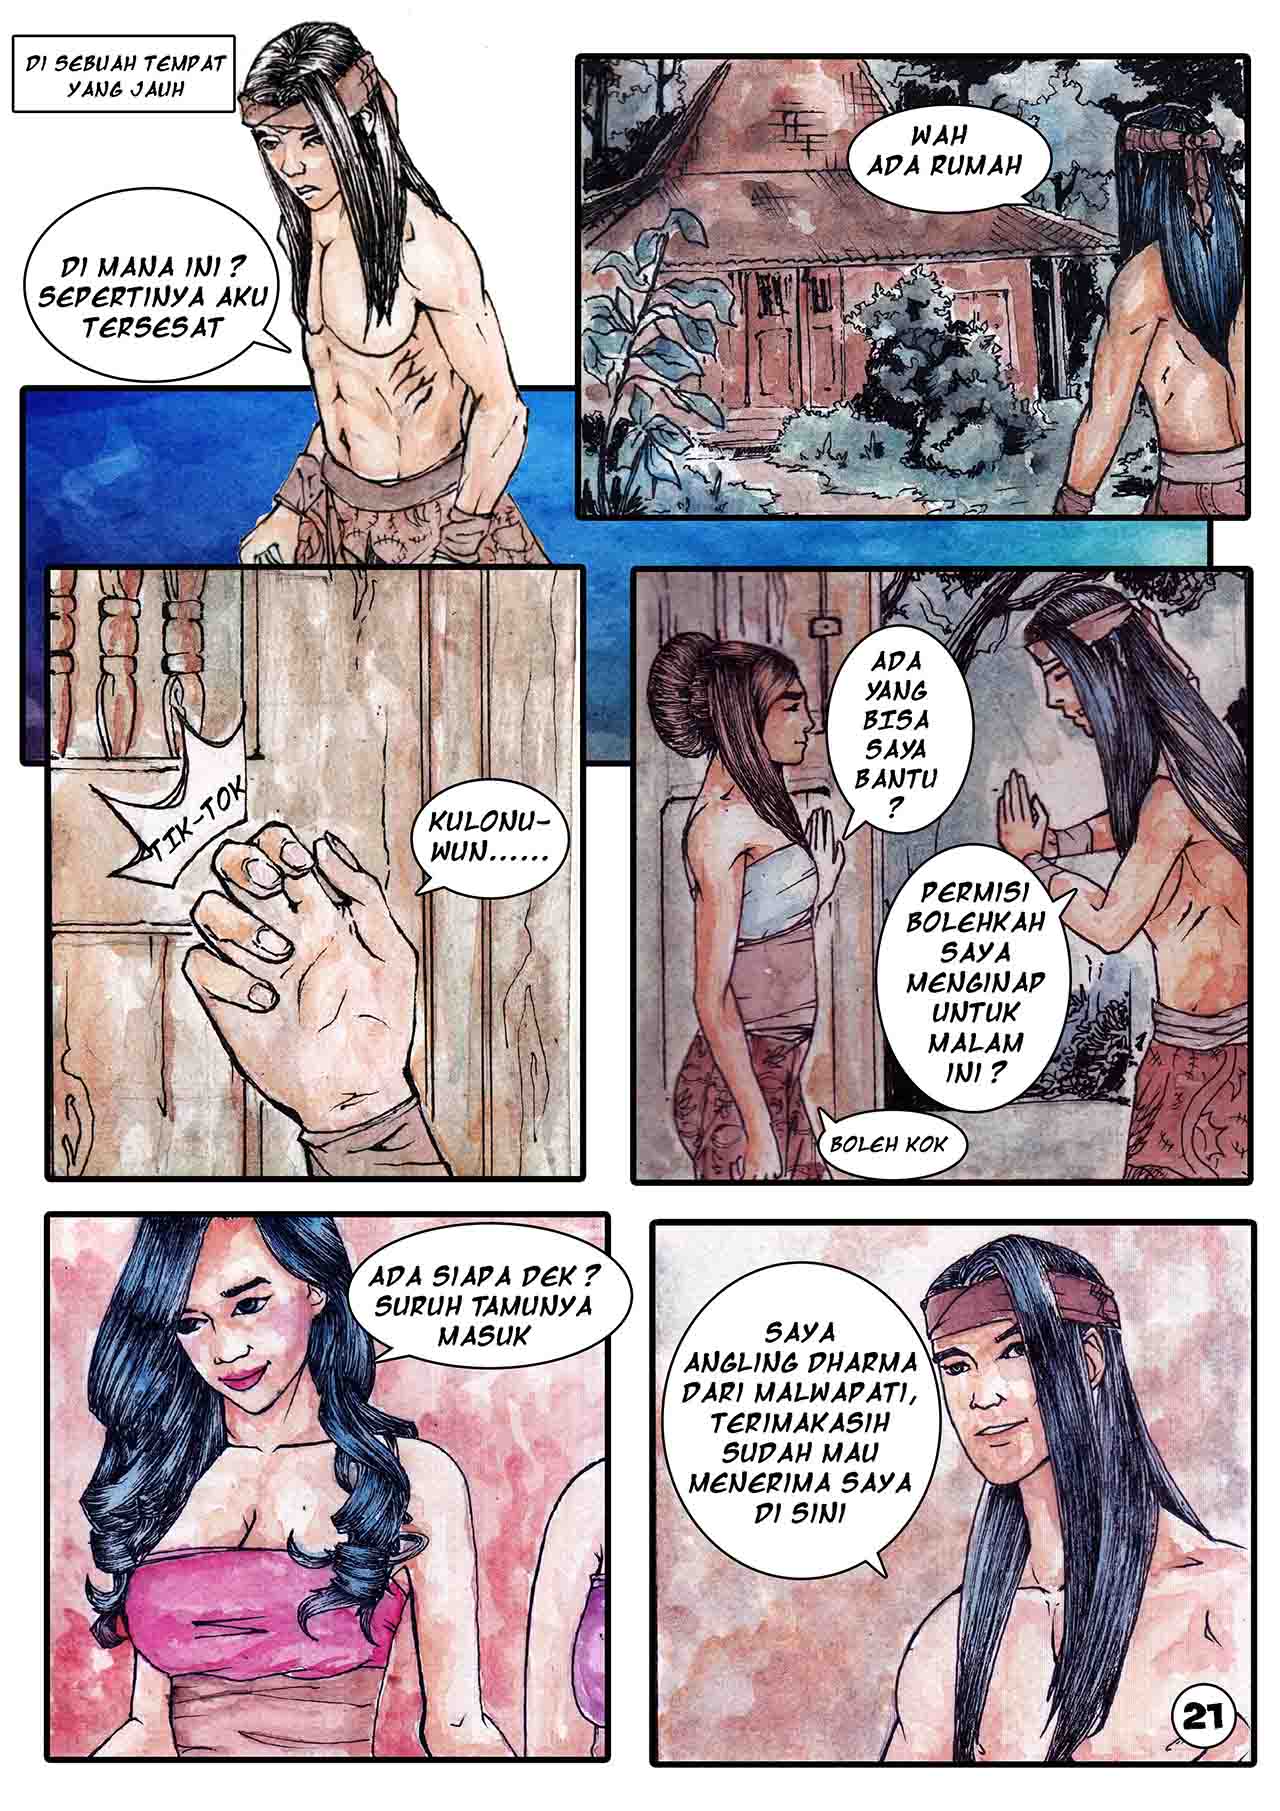 DI SEBUAH TEMPAT
YANG JAUH
DI MANA INI ?
SEPERTINYA AKU
TERSESAT
WAH
ADA RUMAH
TIK-TOK
KULONU-
WUN......
ADA
YANG
BISA
SAYA
BANTU
?
PERMISI
BOLEHKAH
SAYA
MENGINAP
UNTUK
MALAM
INI ?
BOLEH KOK
ADA SIAPA DEK ?
SURUH TAMUNYA
MASUK
SAYA
ANGLING DHARMA
DARI MALWAPATI,
TERIMAKASIH
SUDAH MAU
MENERIMA SAYA
DI SINI
21